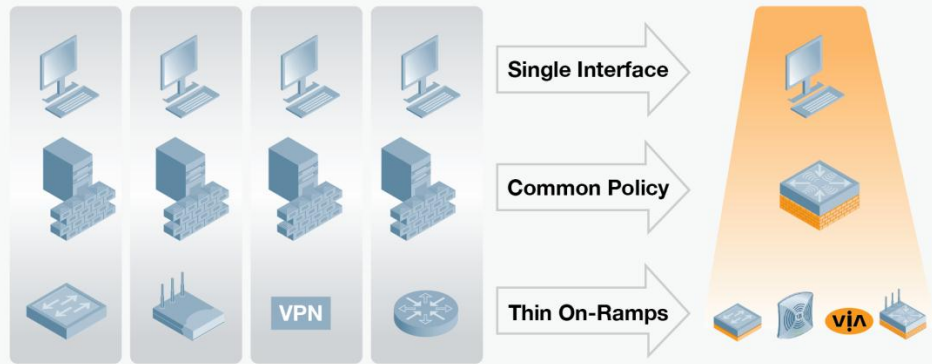 Single Interface
Common Policy
VPN
Thin On-Ramps
via